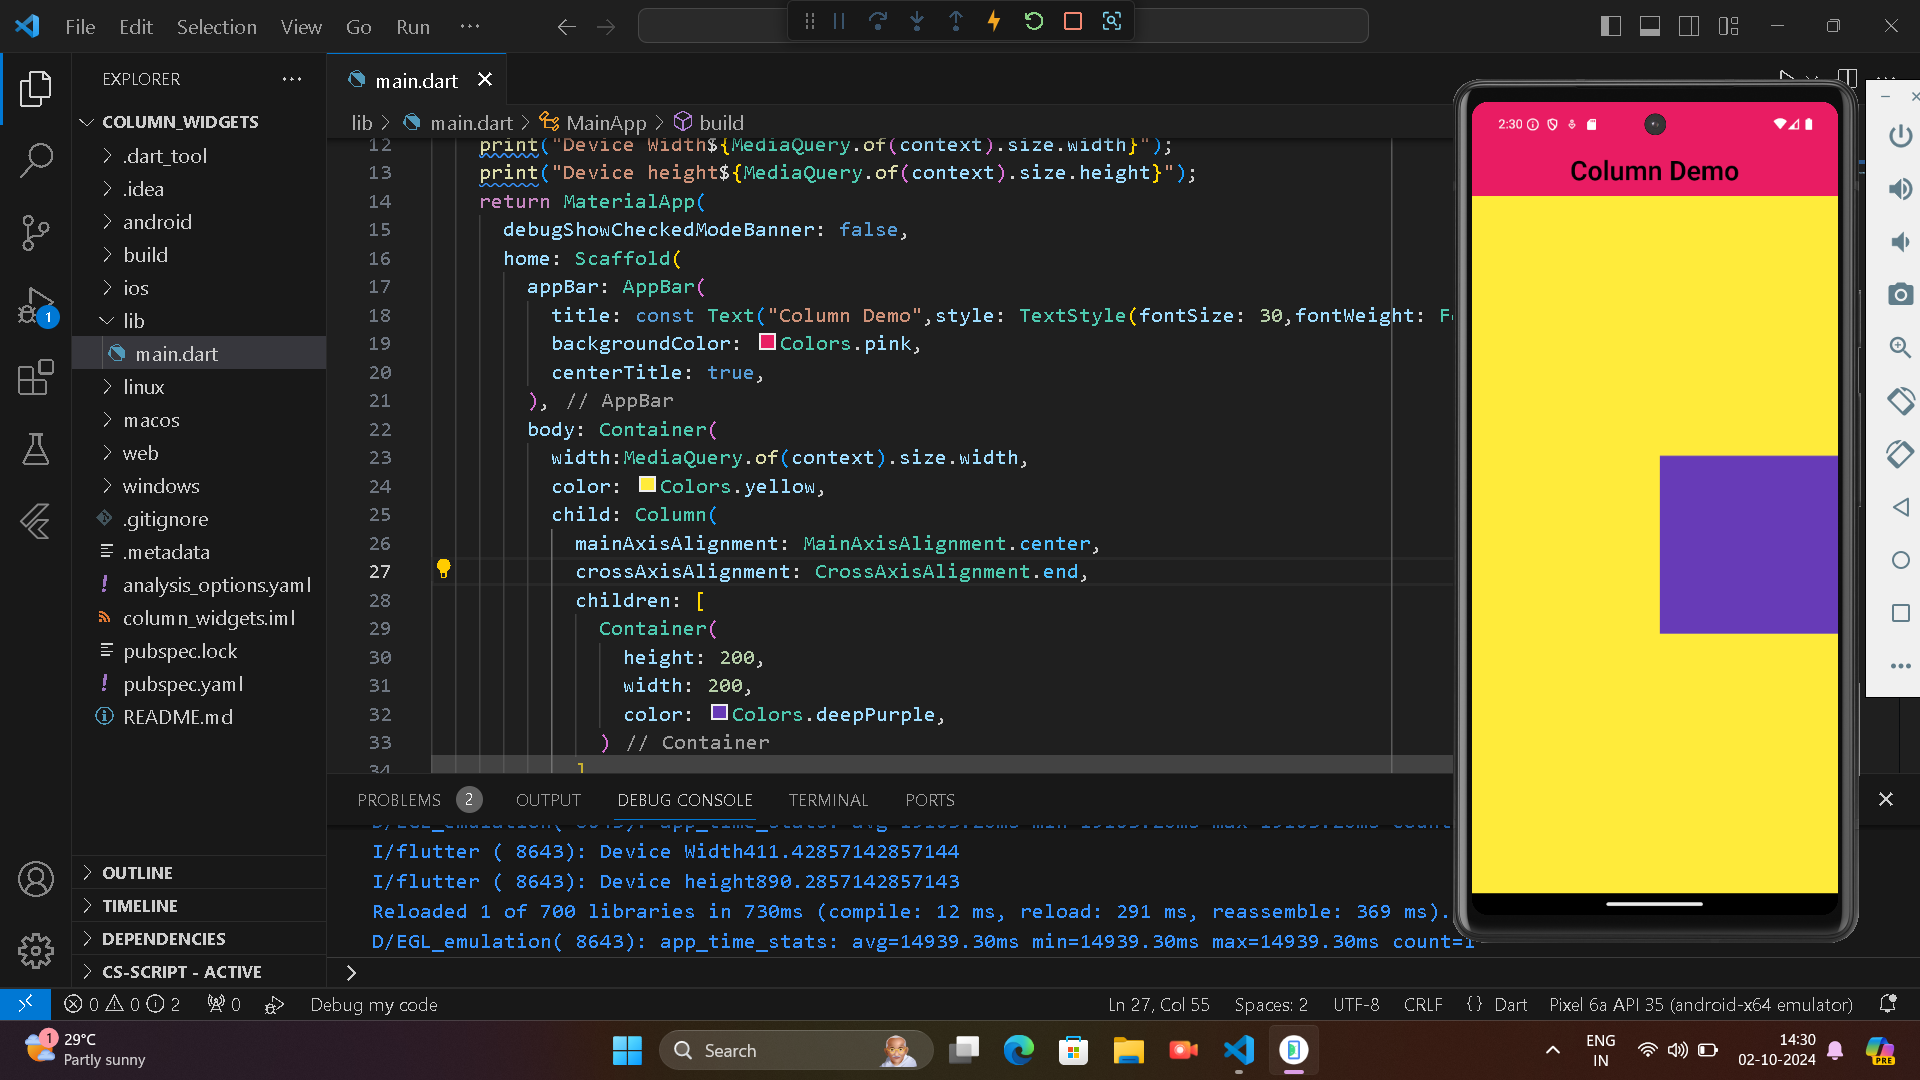 File Edit Selection View Go Run ···
EXPLORER
COLUMN_WIDGETS
.dart_tool
.idea
android
build
ios
lib
main.dart
linux
macos
web
windows
.gitignore
.metadata
analysis_options.yaml
column_widgets.iml
pubspec.lock
pubspec.yaml
README.md
OUTLINE
TIMELINE
DEPENDENCIES
CS-SCRIPT - ACTIVE
1
main.dart
lib > main.dart > MainApp > build
12 print("Device Width${MediaQuery.of(context).size.width}");
13 print("Device height${MediaQuery.of(context).size.height}");
14 return MaterialApp(
15 debugShowCheckedModeBanner: false,
16 home: Scaffold(
17 appBar: AppBar(
18 title: const Text("Column Demo",style: TextStyle(fontSize: 30,fontWeight:
19 backgroundColor: Colors.pink,
20 centerTitle: true,
21 ), // AppBar
22 body: Container(
23 width:MediaQuery.of(context).size.width,
24 color: Colors.yellow,
25 child: Column(
26 mainAxisAlignment: MainAxisAlignment.center,
27 crossAxisAlignment: CrossAxisAlignment.end,
28 children: [
29 Container(
30 height: 200,
31 width: 200,
32 color: Colors.deepPurple,
33 ) // Container
34 ]
PROBLEMS 2 OUTPUT DEBUG CONSOLE TERMINAL PORTS
D/EGL_emulation( 8643): app_time_stats: avg=19105.20ms min=19105.20ms max=19105.20ms count=
I/flutter ( 8643): Device Width411.42857142857144
I/flutter ( 8643): Device height890.2857142857143
Reloaded 1 of 700 libraries in 730ms (compile: 12 ms, reload: 291 ms, reassemble: 369 ms).
D/EGL_emulation( 8643): app_time_stats: avg=14939.30ms min=14939.30ms max=14939.30ms count=1
2:30
Column Demo
0 0 2 0 Debug my code Ln 27, Col 55 Spaces: 2 UTF-8 CRLF {} Dart Pixel 6a API 35 (android-x64 emulator)
1
29°C
Partly sunny
Search
ENG
IN
14:30
02-10-2024
PRE